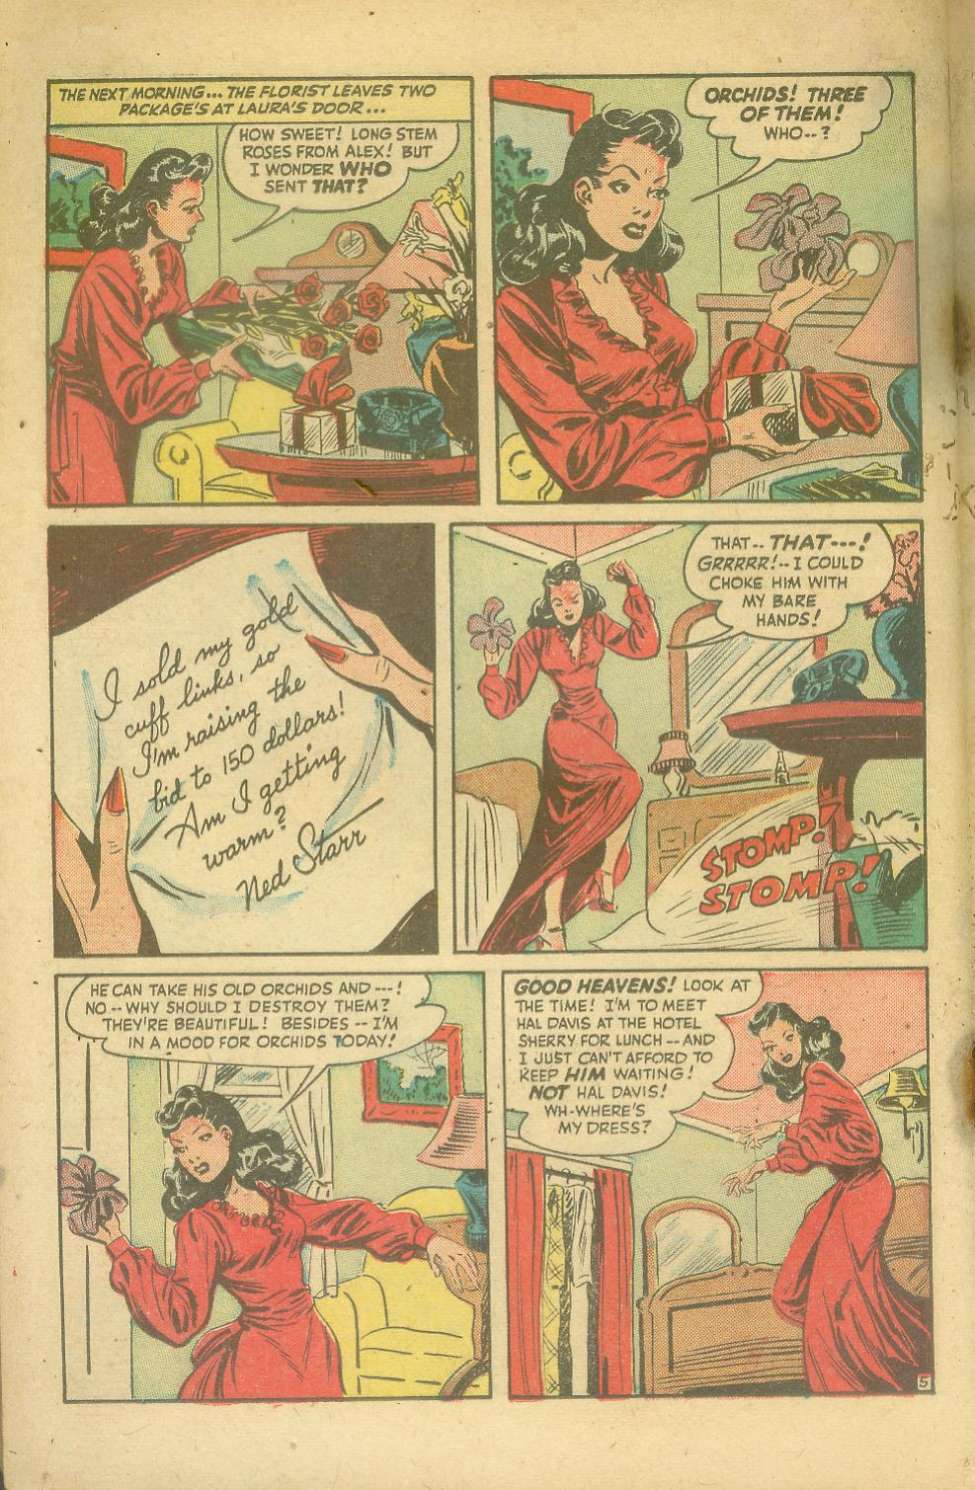 THE NEXT MORNING... THE FLORIST LEAVES TWO
PACKAGE'S AT LAURA'S DOOR...
HOW SWEET! LONG STEM
ROSES FROM ALEX! BUT
I WONDER WHO
SENT THAT?
ORCHIDS! THREE
OF THEM!
WHO--?
I sold my gold
cuff links, so
I'm raising the
bid to 150 dollars!
Am I getting
warm?
Ned Starr
THAT-- THAT---!
GRRRRR!--I COULD
CHOKE HIM WITH
MY BARE
HANDS!
STOMP!
STOMP!
HE CAN TAKE HIS OLD ORCHIDS AND---!
NO--WHY SHOULD I DESTROY THEM?
THEY'RE BEAUTIFUL! BESIDES--I'M
IN A MOOD FOR ORCHIDS TODAY!
GOOD HEAVENS! LOOK AT
THE TIME! I'M TO MEET
HAL DAVIS AT THE HOTEL
SHERRY FOR LUNCH--AND
I JUST CAN'T AFFORD TO
KEEP HIM WAITING!
NOT HAL DAVIS!
WH-WHERE'S
MY DRESS?
5